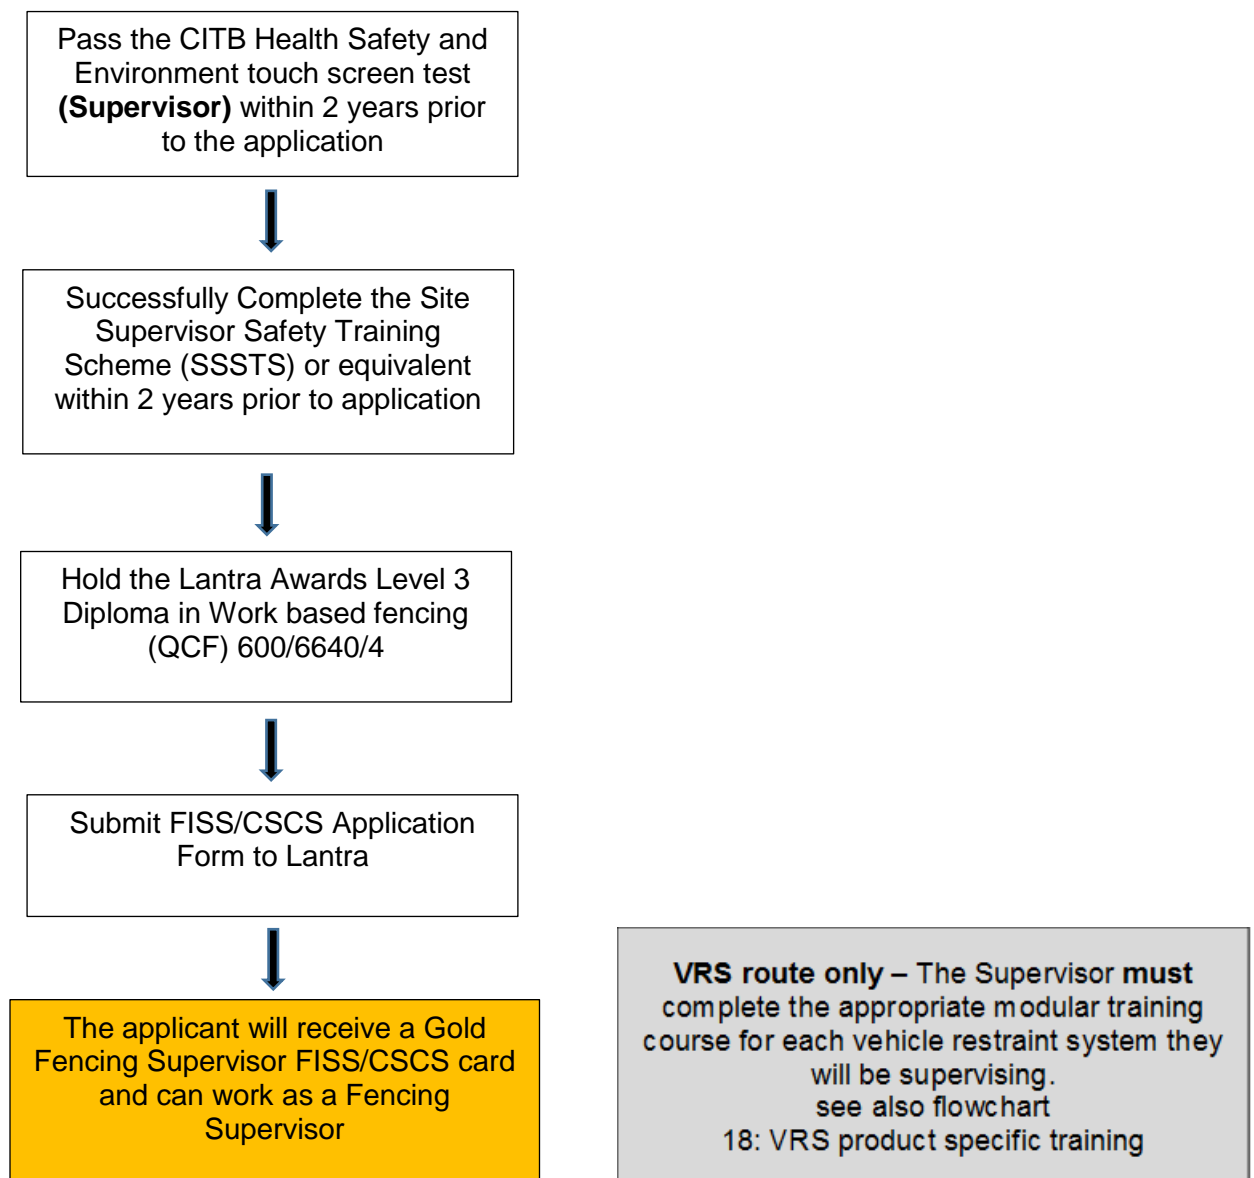 Pass the CITB Health Safety and
Environment touch screen test
(Supervisor) within 2 years prior
to the application
Successfully Complete the Site
Supervisor Safety Training
Scheme (SSSTS) or equivalent
within 2 years prior to application
Hold the Lantra Awards Level 3
Diploma in Work based fencing
(QCF) 600/6640/4
Submit FISS/CSCS Application
Form to Lantra
The applicant will receive a Gold
Fencing Supervisor FISS/CSCS card
and can work as a Fencing
Supervisor
VRS route only – The Supervisor must
complete the appropriate modular training
course for each vehicle restraint system they
will be supervising.
see also flowchart
18: VRS product specific training